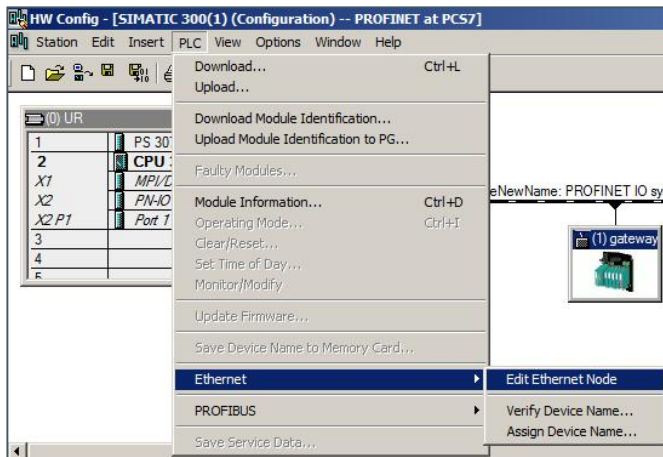 HW Config - [SIMATIC 300(1) (Configuration) -- PROFINET at PCS7]
Station Edit Insert PLC View Options Window Help
Download... Ctrl+L
Upload...
Download Module Identification...
Upload Module Identification to PG...
Faulty Modules...
Module Information... Ctrl+D
Operating Mode... Ctrl+I
Clear/Reset...
Set Time of Day...
Monitor/Modify
Update Firmware...
Save Device Name to Memory Card...
Ethernet
PROFIBUS
Save Service Data...
Edit Ethernet Node
Verify Device Name...
Assign Device Name...
(0) UR
1 PS 307
2 CPU
X1 MPI/D
X2 PN-IO
X2 P1 Port 1
3
4
5
eNewName: PROFINET IO sy
(1) gateway